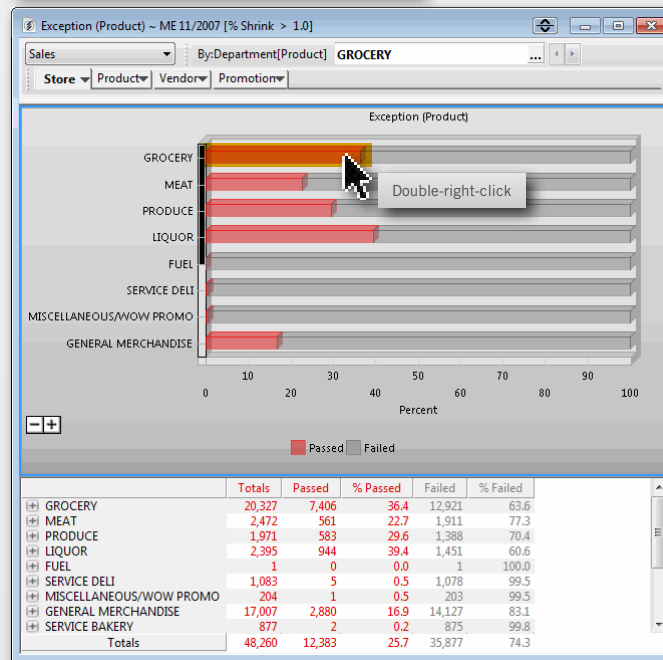 Exception (Product) ~ ME 11/2007 [% Shrink > 1.0]
Sales By:Department[Product] GROCERY ...
Store Product Vendor Promotion
Exception (Product)
GROCERY
Double-right-click
MEAT
PRODUCE
LIQUOR
FUEL
SERVICE DELI
MISCELLANEOUS/WOW PROMO
GENERAL MERCHANDISE
10 30 50 70 90
0 20 40 60 80 100
Percent
Passed Failed
Totals Passed % Passed Failed % Failed
GROCERY 20,327 7,406 36.4 12,921 63.6
MEAT 2,472 561 22.7 1,911 77.3
PRODUCE 1,971 583 29.6 1,388 70.4
LIQUOR 2,395 944 39.4 1,451 60.6
FUEL 1 0 0.0 1 100.0
SERVICE DELI 1,083 5 0.5 1,078 99.5
MISCELLANEOUS/WOW PROMO 204 1 0.5 203 99.5
GENERAL MERCHANDISE 17,007 2,880 16.9 14,127 83.1
SERVICE BAKERY 877 2 0.2 875 99.8
Totals 48,260 12,383 25.7 35,877 74.3